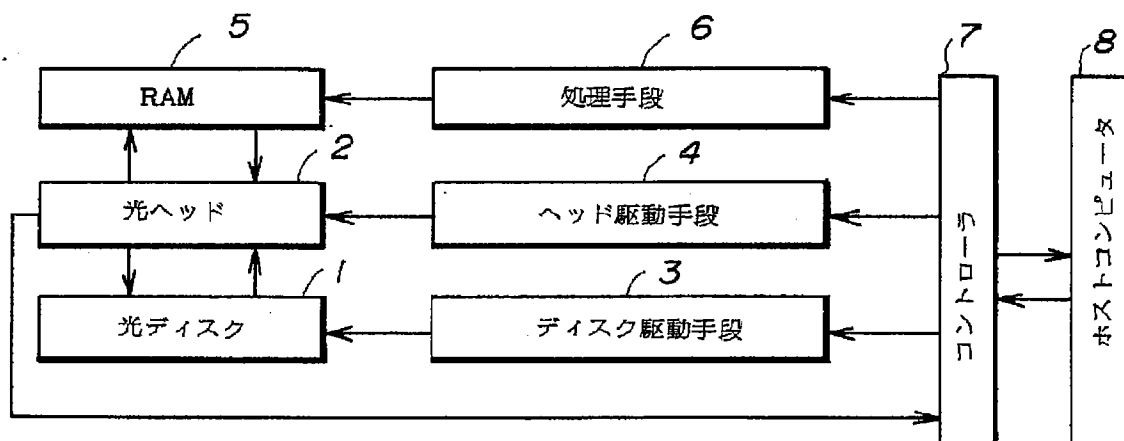 5
6
7
8
RAM
処理手段
2
4
光ヘッド
ヘッド駆動手段
1
3
光ディスク
ディスク駆動手段
コントローラ
ホストコンピュータ